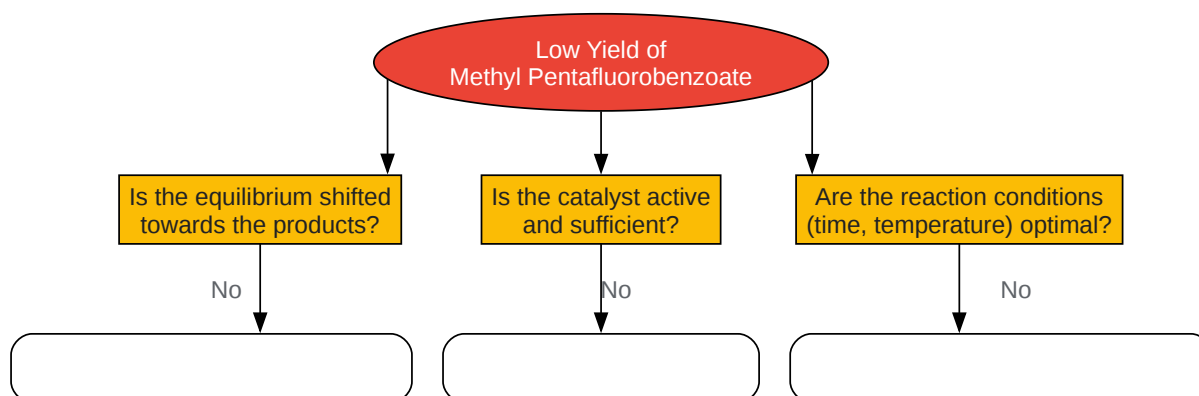 Low Yield of
Methyl Pentafluorobenzoate
Is the equilibrium shifted
towards the products?
Is the catalyst active
and sufficient?
Are the reaction conditions
(time, temperature) optimal?
No
No
No